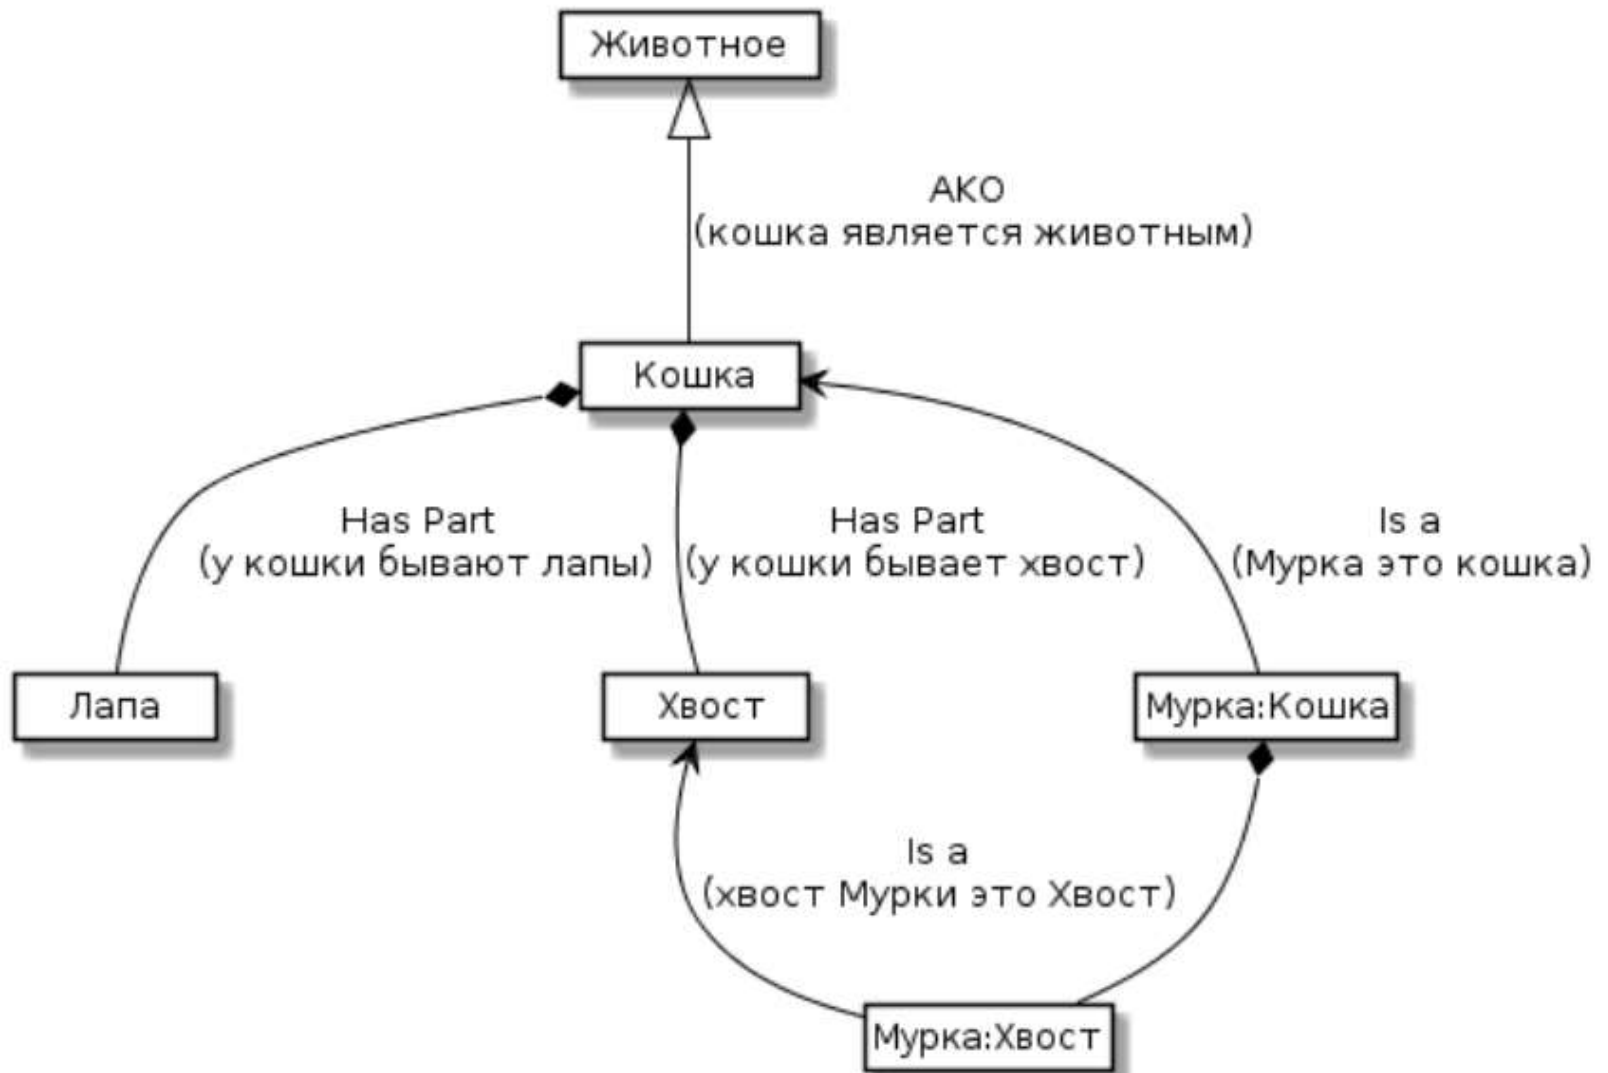 Животное
AKO
(кошка является животным)
Кошка
Has Part
(у кошки бывают лапы)
Has Part
(у кошки бывает хвост)
Is a
(Мурка это кошка)
Лапа
Хвост
Мурка:Кошка
Is a
(хвост Мурки это Хвост)
Мурка:Хвост